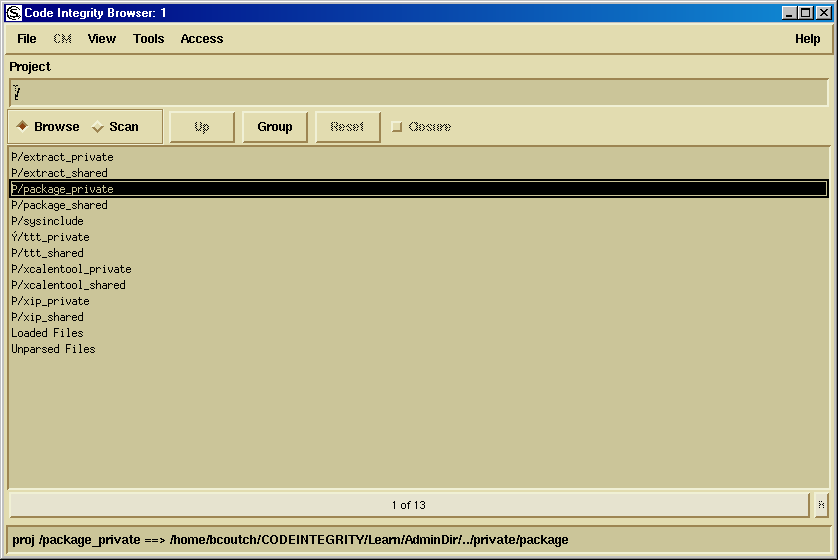 Code Integrity Browser: 1
File CM View Tools Access Help
Project
/
Browse Scan Up Group Reset Closure
P/extract_private
P/extract_shared
P/package_private
P/package_shared
P/sysinclude
Ý/ttt_private
P/ttt_shared
P/xcalentool_private
P/xcalentool_shared
P/xip_private
P/xip_shared
Loaded Files
Unparsed Files
1 of 13
proj /package_private ==> /home/bcoutch/CODEINTEGRITY/Learn/AdminDir/../private/package